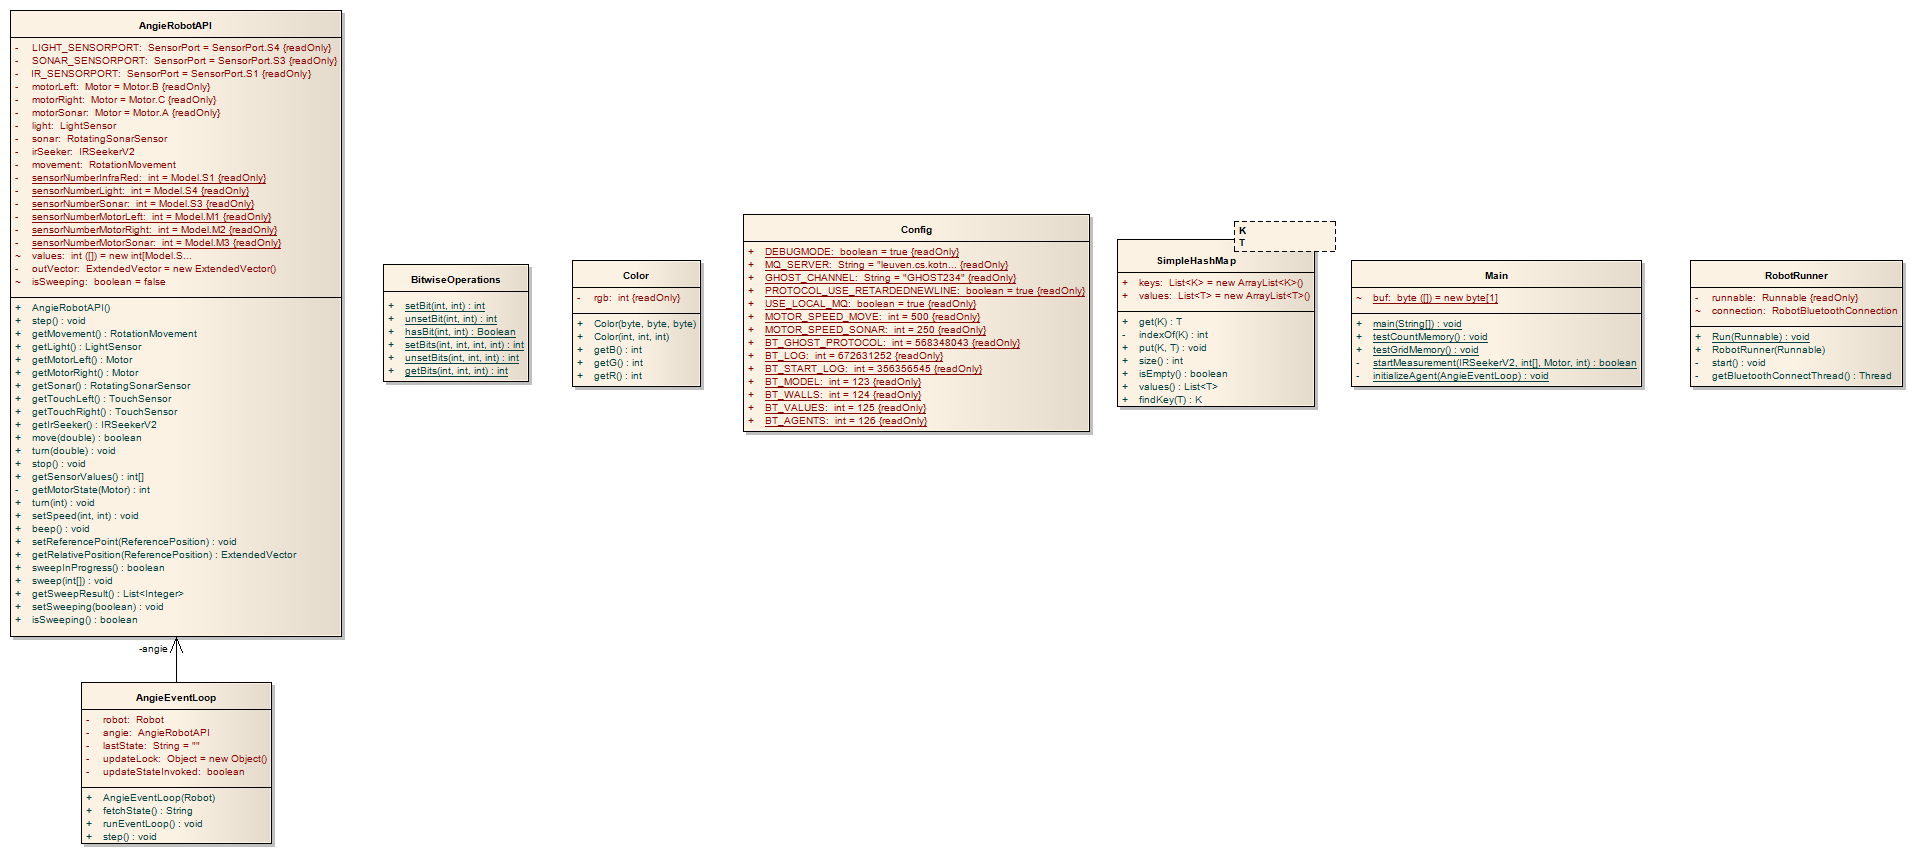 AngieRobotAPI
- LIGHT_SENSORPORT: SensorPort = SensorPort.S4 {readOnly}
- SONAR_SENSORPORT: SensorPort = SensorPort.S3 {readOnly}
- IR_SENSORPORT: SensorPort = SensorPort.S1 {readOnly}
- motorLeft: Motor = Motor.B {readOnly}
- motorRight: Motor = Motor.C {readOnly}
- motorSonar: Motor = Motor.A {readOnly}
- light: LightSensor
- sonar: RotatingSonarSensor
- irSeeker: IRSeekerV2
- movement: RotationMovement
- sensorNumberInfraRed: int = Model.S1 {readOnly}
- sensorNumberLight: int = Model.S4 {readOnly}
- sensorNumberSonar: int = Model.S3 {readOnly}
- sensorNumberMotorLeft: int = Model.M1 {readOnly}
- sensorNumberMotorRight: int = Model.M2 {readOnly}
- sensorNumberMotorSonar: int = Model.M3 {readOnly}
~ values: int ([]) = new int[Model.S...
- outVector: ExtendedVector = new ExtendedVector()
~ isSweeping: boolean = false
+ AngieRobotAPI()
+ step() : void
+ getMovement() : RotationMovement
+ getLight() : LightSensor
+ getMotorLeft() : Motor
+ getMotorRight() : Motor
+ getSonar() : RotatingSonarSensor
+ getTouchLeft() : TouchSensor
+ getTouchRight() : TouchSensor
+ getIrSeeker() : IRSeekerV2
+ move(double) : boolean
+ turn(double) : void
+ stop() : void
+ getSensorValues() : int[]
- getMotorState(Motor) : int
+ turn(int) : void
+ setSpeed(int, int) : void
+ beep() : void
+ setReferencePoint(ReferencePosition) : void
+ getRelativePosition(ReferencePosition) : ExtendedVector
+ sweepInProgress() : boolean
+ sweep(int[]) : void
+ getSweepResult() : List<Integer>
+ setSweeping(boolean) : void
+ isSweeping() : boolean
-angie
AngieEventLoop
- robot: Robot
- angie: AngieRobotAPI
- lastState: String = ""
- updateLock: Object = new Object()
- updateStateInvoked: boolean
+ AngieEventLoop(Robot)
+ fetchState() : String
+ runEventLoop() : void
+ step() : void
BitwiseOperations
+ setBit(int, int) : int
+ unsetBit(int, int) : int
+ hasBit(int, int) : Boolean
+ setBits(int, int, int, int) : int
+ unsetBits(int, int, int) : int
+ getBits(int, int, int) : int
Color
- rgb: int {readOnly}
+ Color(byte, byte, byte)
+ Color(int, int, int)
+ getB() : int
+ getG() : int
+ getR() : int
Config
+ DEBUGMODE: boolean = true {readOnly}
+ MQ_SERVER: String = "leuven.cs.kotn... {readOnly}
+ GHOST_CHANNEL: String = "GHOST234" {readOnly}
+ PROTOCOL_USE_RETARDEDNEWLINE: boolean = true {readOnly}
+ USE_LOCAL_MQ: boolean = true {readOnly}
+ MOTOR_SPEED_MOVE: int = 500 {readOnly}
+ MOTOR_SPEED_SONAR: int = 250 {readOnly}
+ BT_GHOST_PROTOCOL: int = 568348043 {readOnly}
+ BT_LOG: int = 672631252 {readOnly}
+ BT_START_LOG: int = 356356545 {readOnly}
+ BT_MODEL: int = 123 {readOnly}
+ BT_WALLS: int = 124 {readOnly}
+ BT_VALUES: int = 125 {readOnly}
+ BT_AGENTS: int = 126 {readOnly}
K
T
SimpleHashMap
+ keys: List<K> = new ArrayList<K>()
+ values: List<T> = new ArrayList<T>()
+ get(K) : T
- indexOf(K) : int
+ put(K, T) : void
+ size() : int
+ isEmpty() : boolean
+ values() : List<T>
+ findKey(T) : K
Main
~ buf: byte ([]) = new byte[1]
+ main(String[]) : void
+ testCountMemory() : void
+ testGridMemory() : void
- startMeasurement(IRSeekerV2, int[], Motor, int) : boolean
- initializeAgent(AngieEventLoop) : void
RobotRunner
- runnable: Runnable {readOnly}
~ connection: RobotBluetoothConnection
+ Run(Runnable) : void
+ RobotRunner(Runnable)
- start() : void
- getBluetoothConnectThread() : Thread